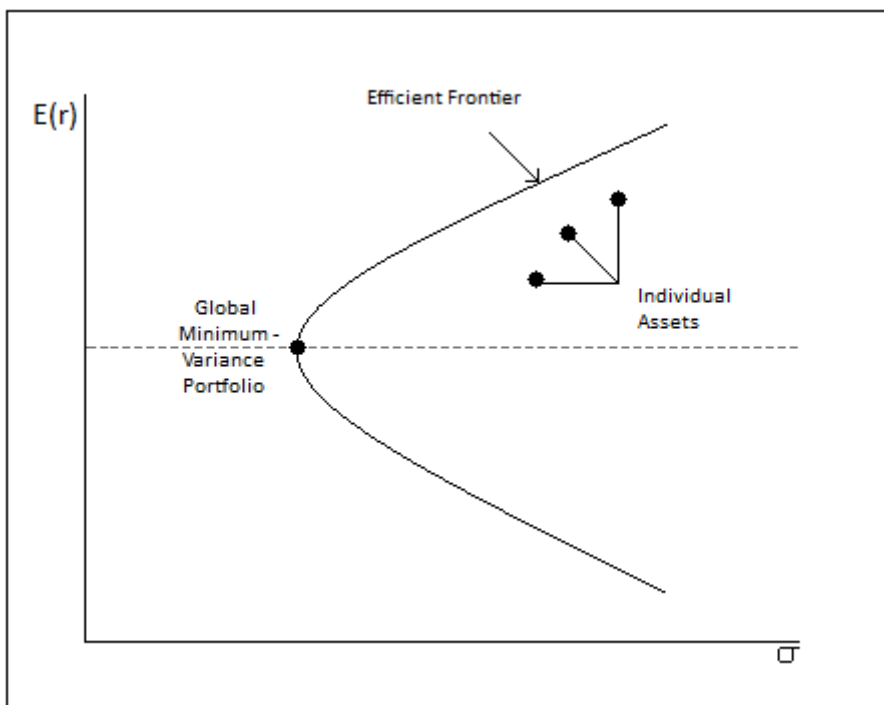 Efficient Frontier
E(r)
Individual
Assets
Global
Minimum -
Variance
Portfolio
σ